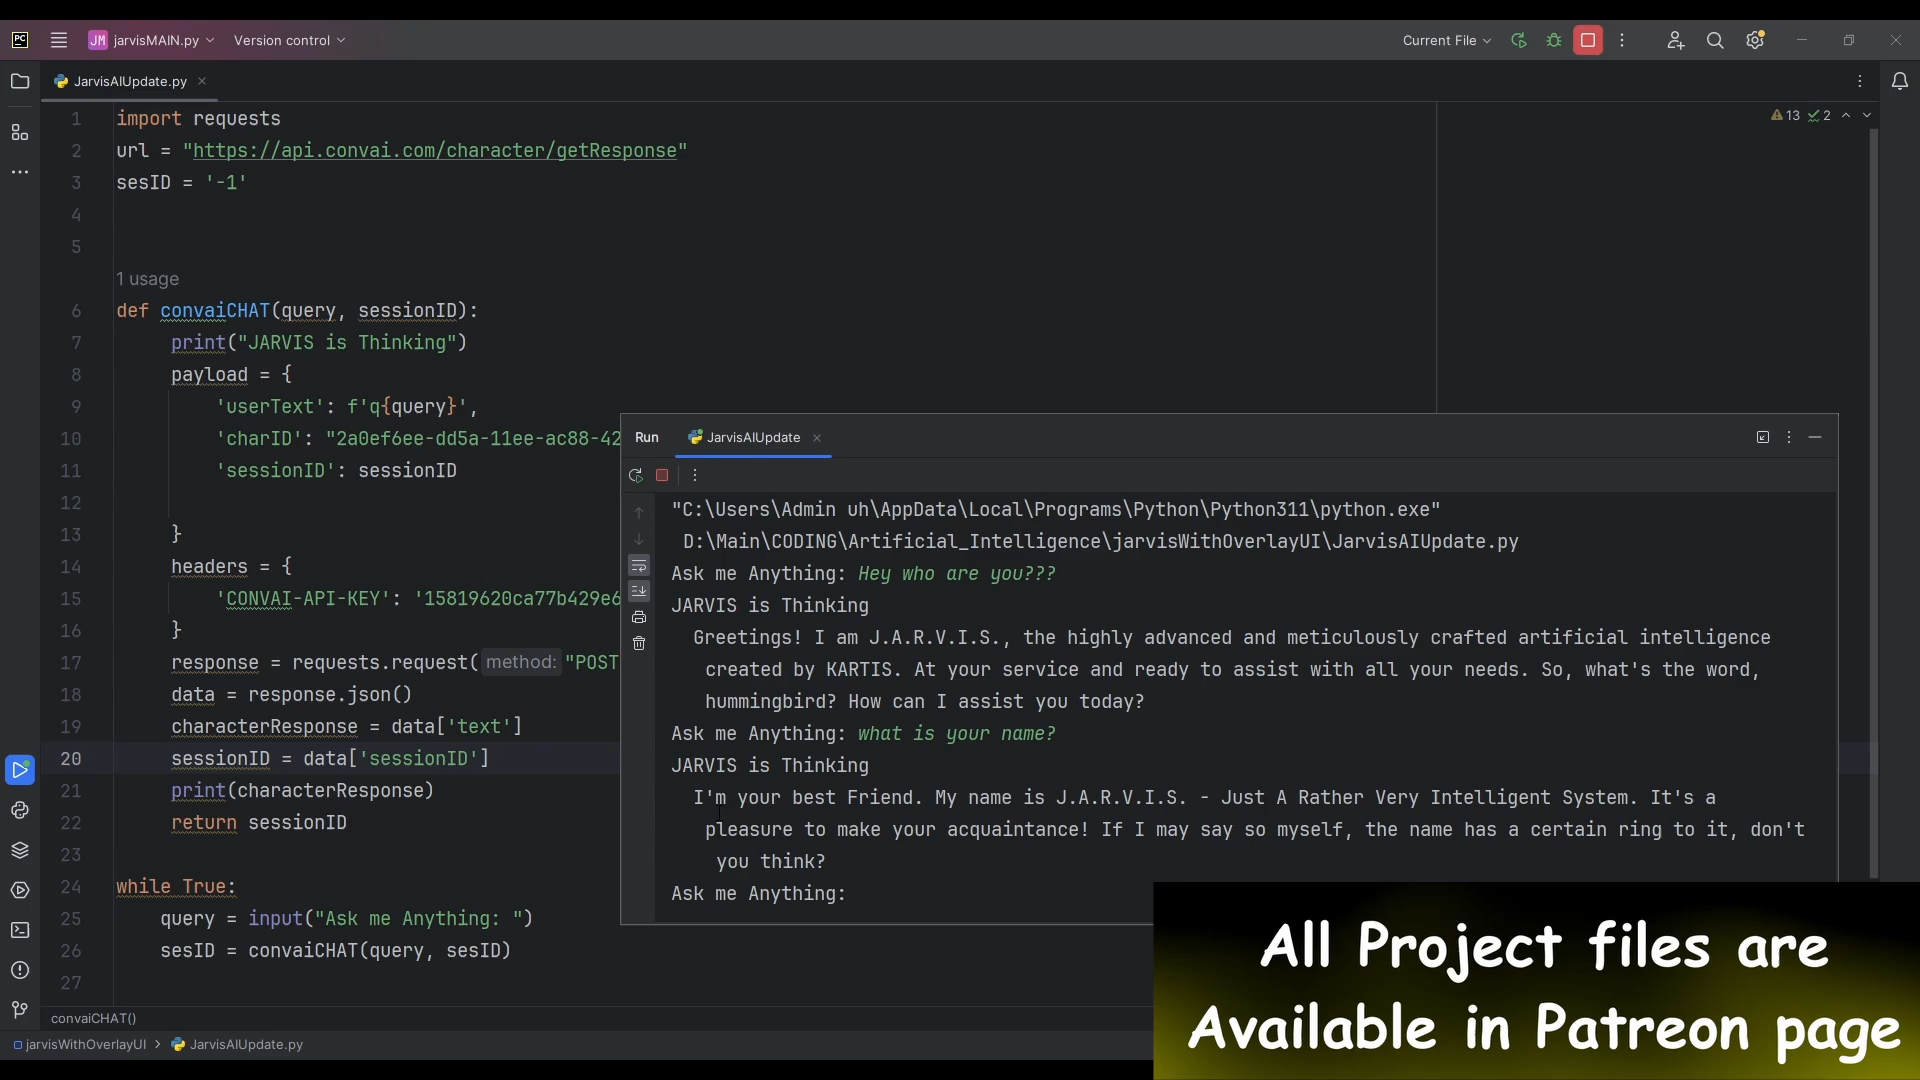 PC
JM jarvisMAIN.py
Version control
Current File
JarvisAIUpdate.py
13 2
1 import requests
2 url = "https://api.convai.com/character/getResponse"
3 sesID = '-1'
4
5
1 usage
6 def convaiCHAT(query, sessionID):
7 print("JARVIS is Thinking")
8 payload = {
9 'userText': f'q{query}',
10 'charID': "2a0ef6ee-dd5a-11ee-ac88-42
11 'sessionID': sessionID
12
13 }
14 headers = {
15 'CONVAI-API-KEY': '15819620ca77b429e6
16 }
17 response = requests.request( method: "POST
18 data = response.json()
19 characterResponse = data['text']
20 sessionID = data['sessionID']
21 print(characterResponse)
22 return sessionID
23
24 while True:
25 query = input("Ask me Anything: ")
26 sesID = convaiCHAT(query, sesID)
27
convaiCHAT()
jarvisWithOverlayUI > JarvisAIUpdate.py
Run JarvisAIUpdate
"C:\Users\Admin uh\AppData\Local\Programs\Python\Python311\python.exe"
D:\Main\CODING\Artificial_Intelligence\jarvisWithOverlayUI\JarvisAIUpdate.py
Ask me Anything: Hey who are you???
JARVIS is Thinking
Greetings! I am J.A.R.V.I.S., the highly advanced and meticulously crafted artificial intelligence
created by KARTIS. At your service and ready to assist with all your needs. So, what's the word,
hummingbird? How can I assist you today?
Ask me Anything: what is your name?
JARVIS is Thinking
I'm your best Friend. My name is J.A.R.V.I.S. - Just A Rather Very Intelligent System. It's a
pleasure to make your acquaintance! If I may say so myself, the name has a certain ring to it, don't
you think?
Ask me Anything:
All Project files are
Available in Patreon page